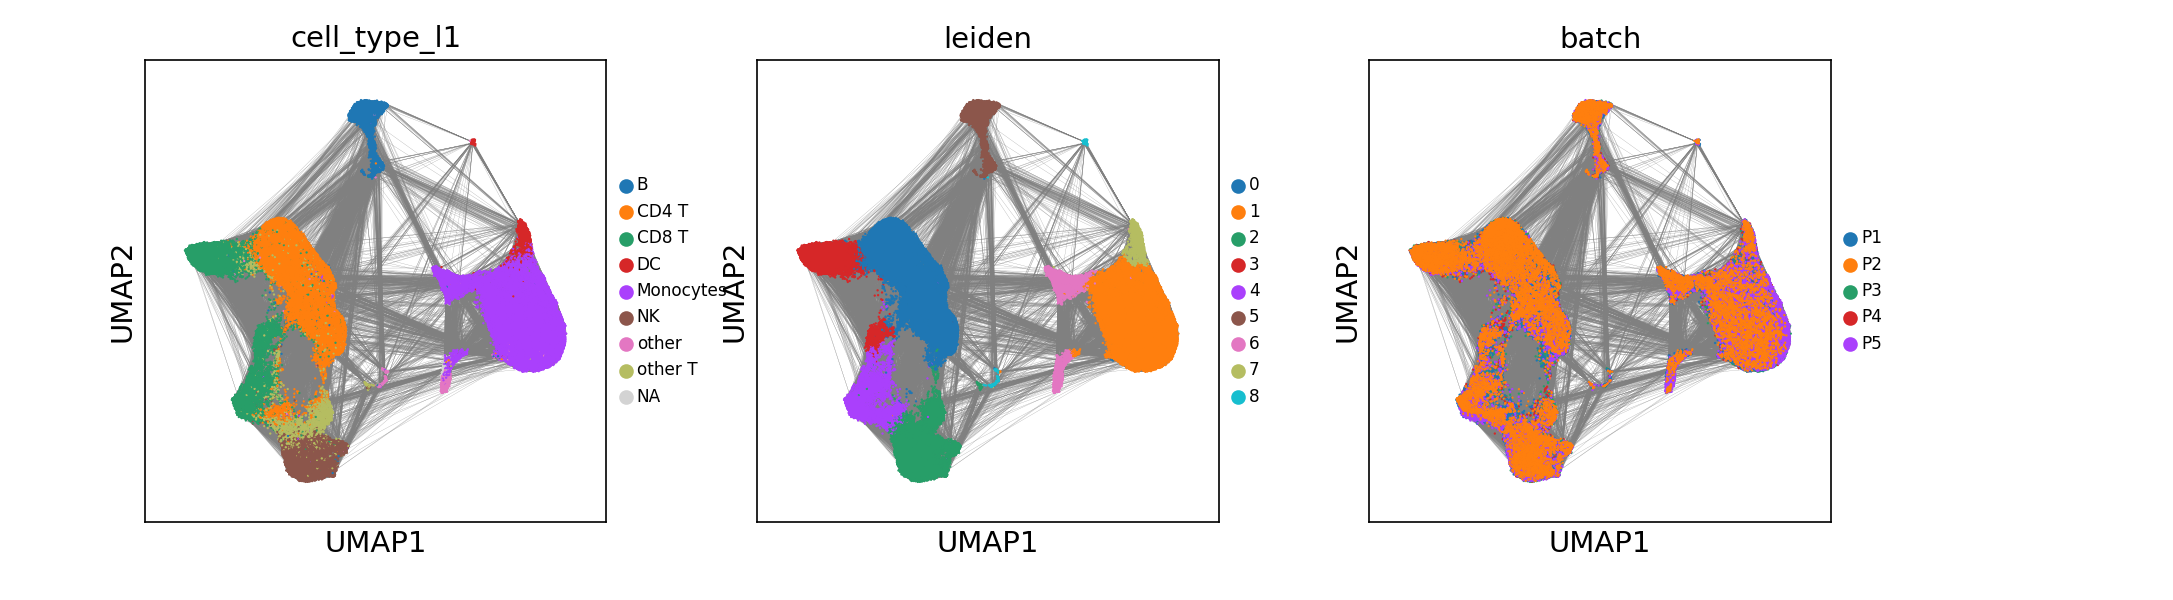 cell_type_l1
UMAP2
UMAP1
B
CD4 T
CD8 T
DC
Monocytes
NK
other
other T
NA
leiden
UMAP2
UMAP1
0
1
2
3
4
5
6
7
8
batch
UMAP2
UMAP1
P1
P2
P3
P4
P5